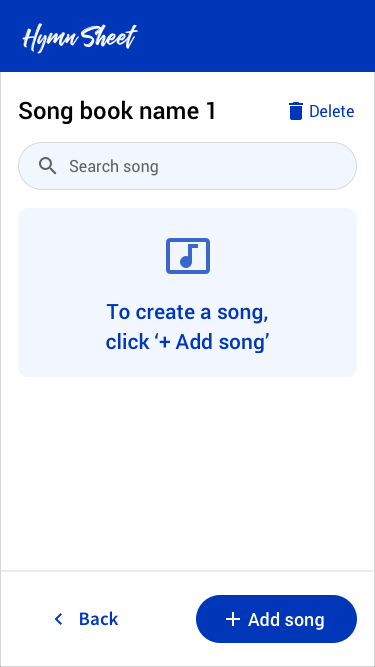 Hymn Sheet
Song book name 1
Delete
Search song
To create a song,
click ‘+ Add song’
Back
+ Add song